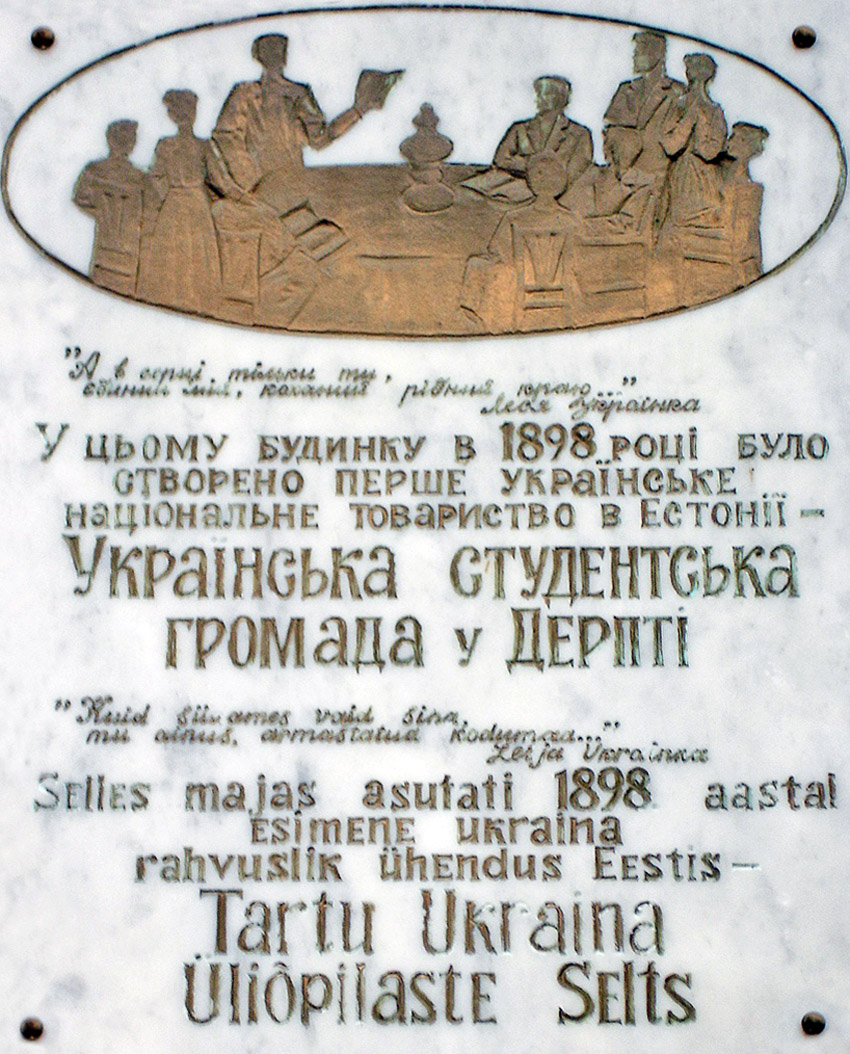 "А в серці тільки ти,
єдиний мій, коханий рідний краю..."
Леся Українка
У цьому будинку в 1898 році було
створено перше українське
національне товариство в Естонії –
Українська студентська
громада у Дерпті
"Kuid südames vaid sina,
mu ainus, armastatud kodumaa..."
Lesja Ukrainka
Selles majas asutati 1898 aastal
esimene ukraina
rahvuslik ühendus Eestis –
Tartu Ukraina
Üliõpilaste Selts